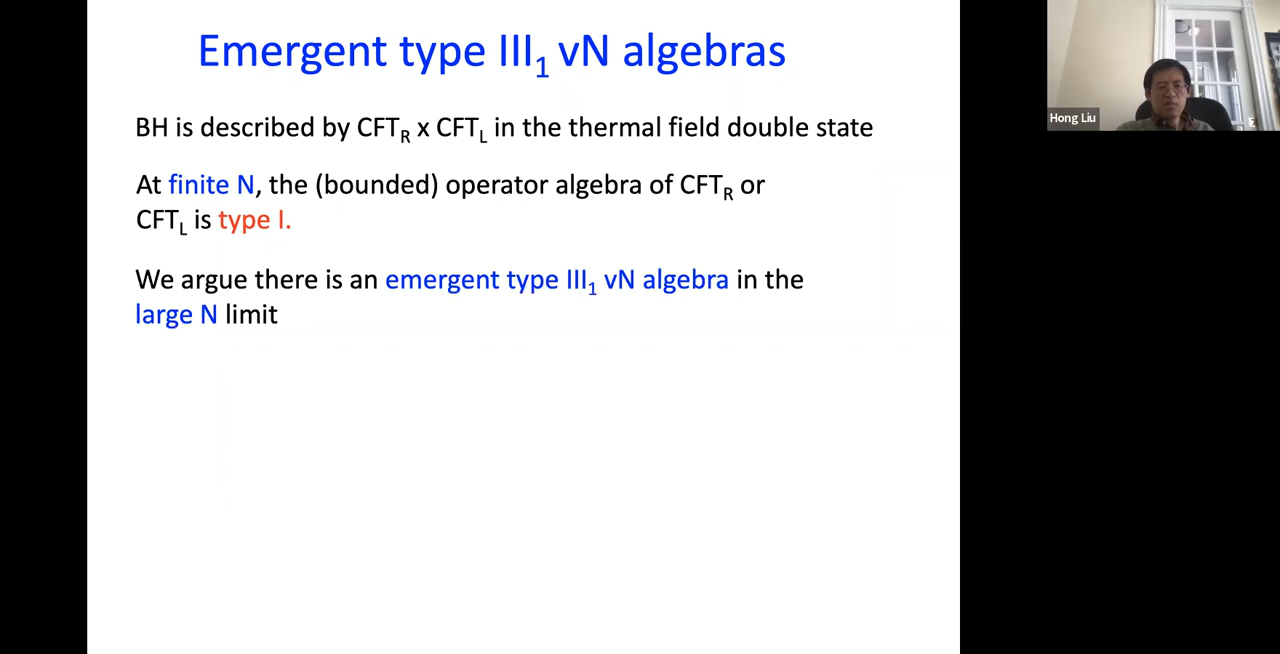 Emergent type III₁ vN algebras
BH is described by CFT_R x CFT_L in the thermal field double state
At finite N, the (bounded) operator algebra of CFT_R or
CFT_L is type I.
We argue there is an emergent type III₁ vN algebra in the
large N limit
Hong Liu